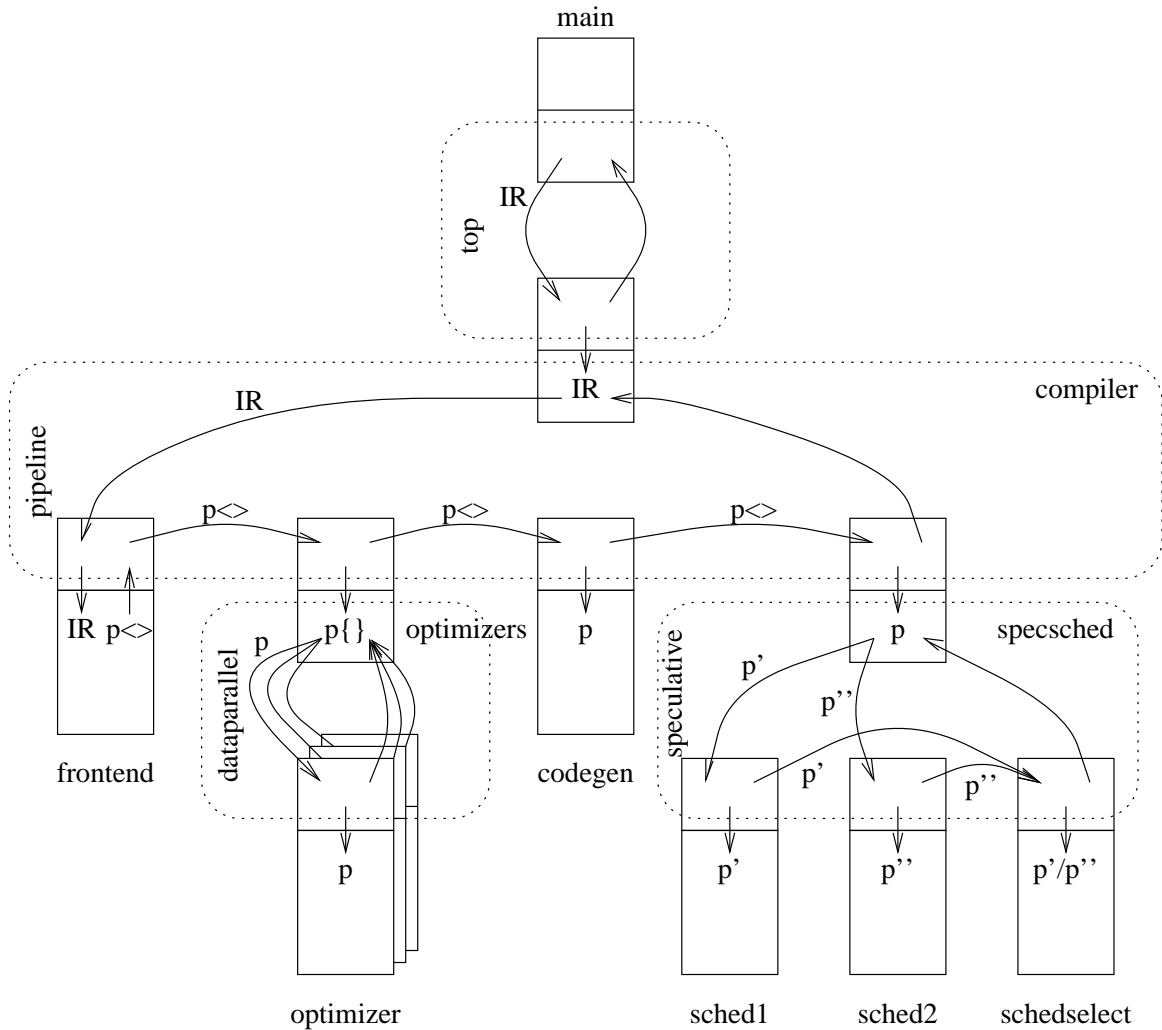 main
IR
top
IR
compiler
IR
pipeline
p<>
p<>
p<>
IR
p<>
p
p{}
optimizers
p
p
specsched
dataparallel
speculative
p'
p''
frontend
codegen
p'
p''
p
p'
p''
p'/p''
optimizer
sched1
sched2
schedselect